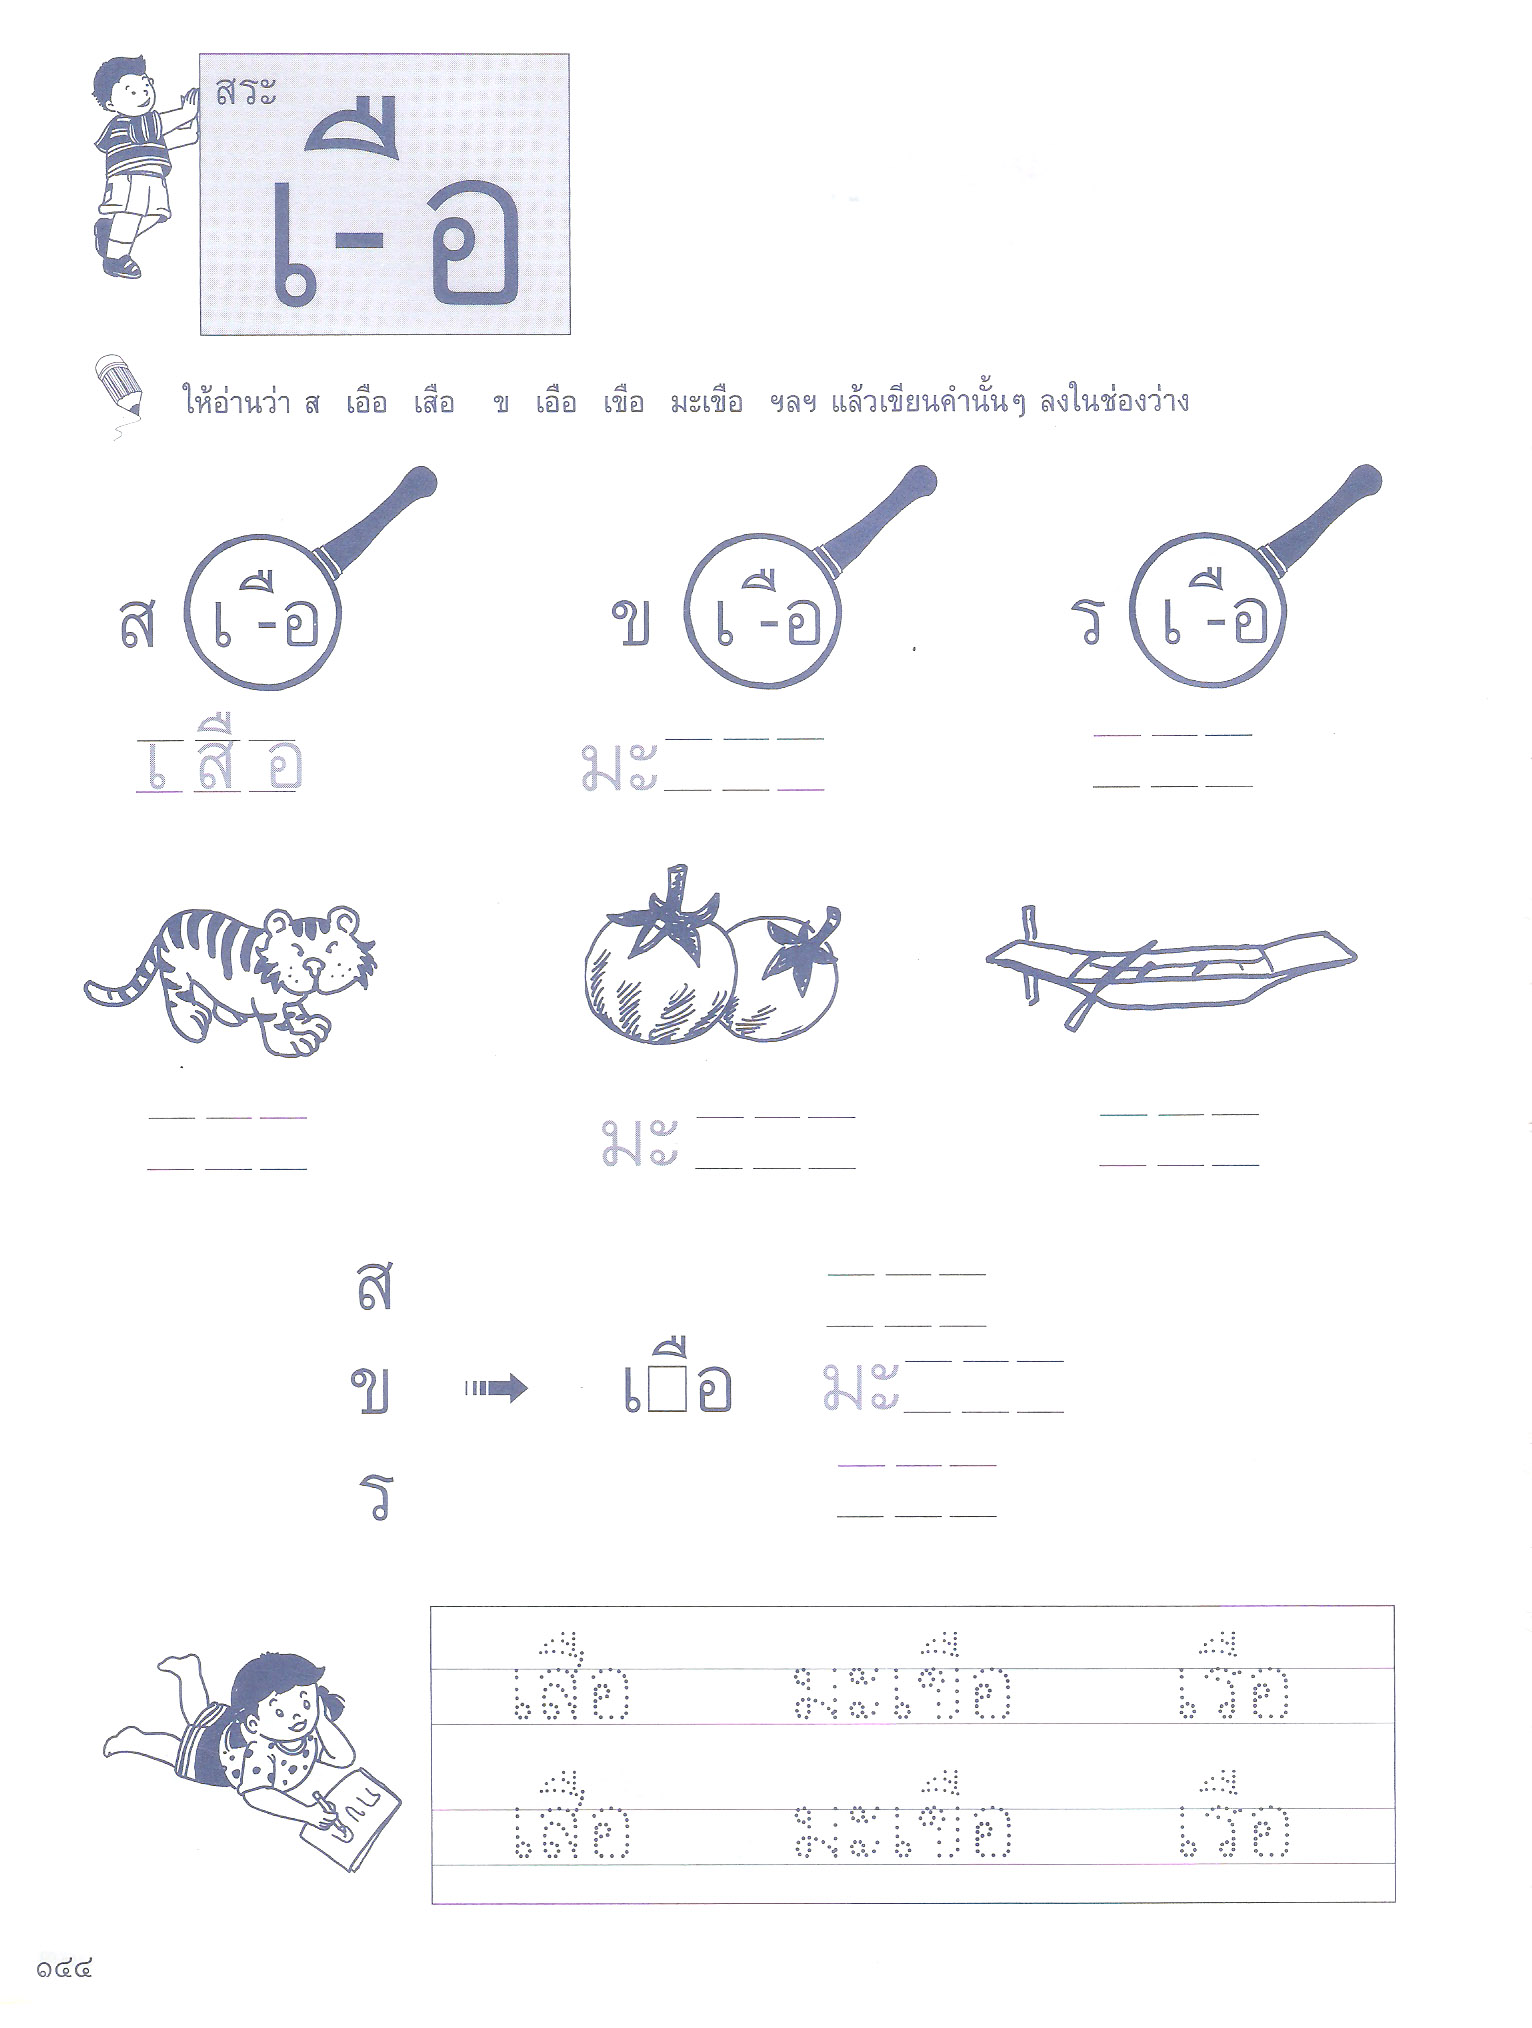 สระ
เ-ือ
ให้อ่านว่า ส เอือ เสือ ข เอือ เขือ มะเขือ ฯลฯ แล้วเขียนคำนั้นๆ ลงในช่องว่าง
ส เ-ือ ข เ-ือ ร เ-ือ
เสือ มะ
มะ
ส
ข เ□ือ มะ
ร
เสือ มะเขือ เรือ
เสือ มะเขือ เรือ
๑๔๔